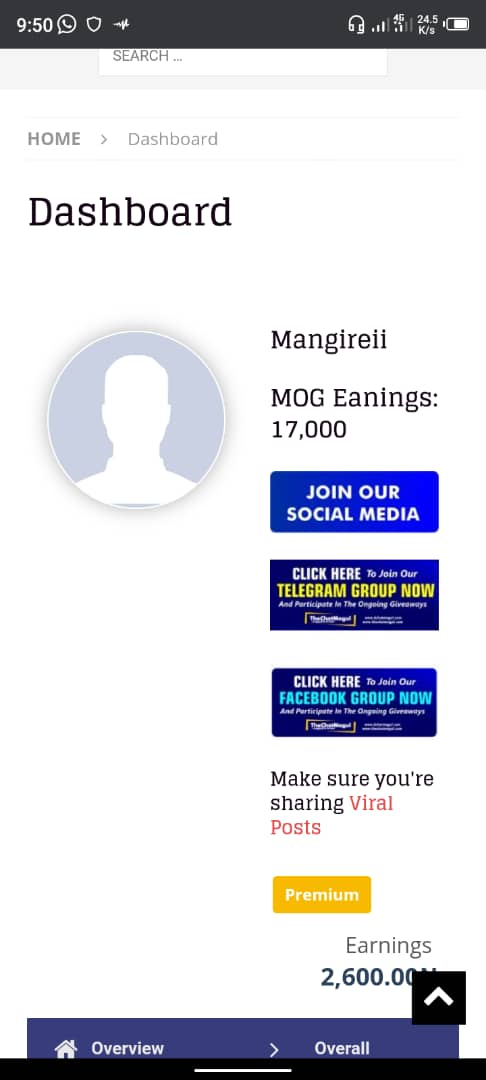 9:50
4G
24.5
K/s
SEARCH ...
HOME > Dashboard
Dashboard
Mangireii
MOG Eanings:
17,000
JOIN OUR
SOCIAL MEDIA
CLICK HERE To Join Our
TELEGRAM GROUP NOW
And Participate In The Ongoing Giveaways
TheChatMogul
CLICK HERE To Join Our
FACEBOOK GROUP NOW
And Participate In The Ongoing Giveaways
TheChatMogul
Make sure you're
sharing Viral
Posts
Premium
Earnings
2,600.00
Overview > Overall